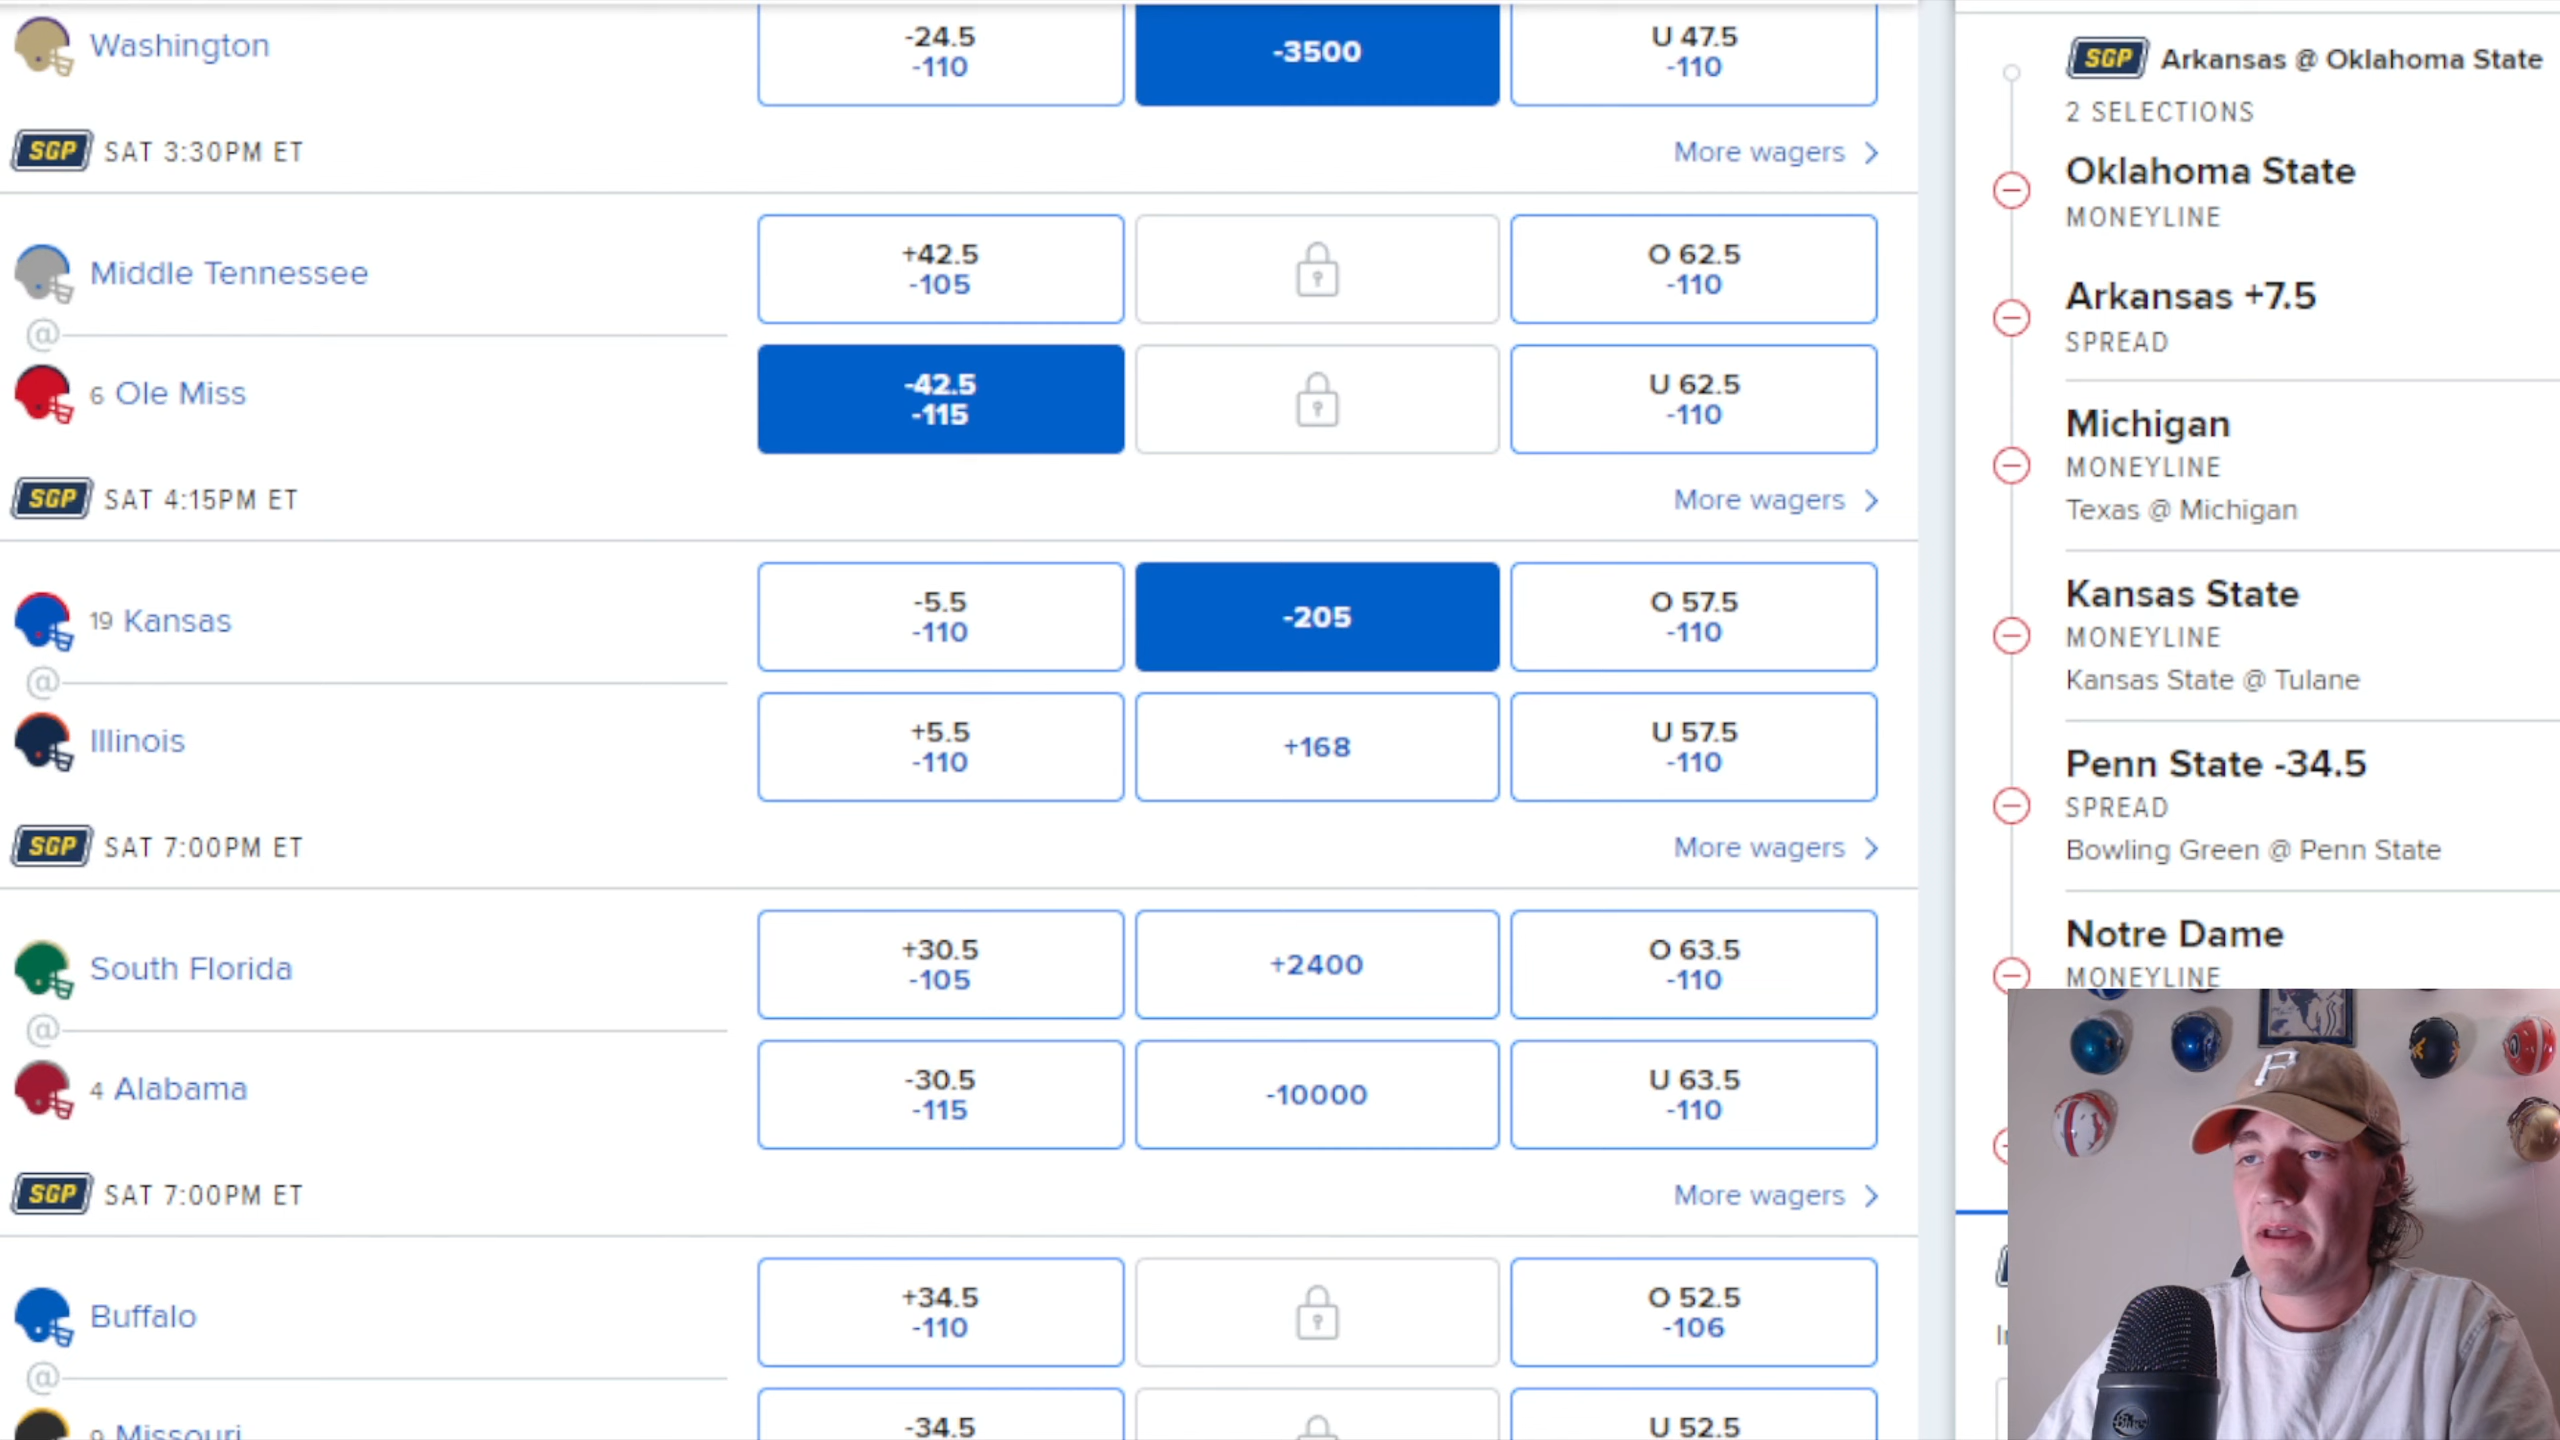 Washington
-24.5
-110
-3500
U 47.5
-110
SGP SAT 3:30PM ET
More wagers
Middle Tennessee
+42.5
-105
O 62.5
-110
@
6 Ole Miss
-42.5
-115
U 62.5
-110
SGP SAT 4:15PM ET
More wagers
19 Kansas
-5.5
-110
-205
O 57.5
-110
@
Illinois
+5.5
-110
+168
U 57.5
-110
SGP SAT 7:00PM ET
More wagers
South Florida
+30.5
-105
+2400
O 63.5
-110
@
4 Alabama
-30.5
-115
-10000
U 63.5
-110
SGP SAT 7:00PM ET
More wagers
Buffalo
+34.5
-110
O 52.5
-106
@
9 Missouri
-34.5
U 52.5
SGP Arkansas @ Oklahoma State
2 SELECTIONS
Oklahoma State
MONEYLINE
Arkansas +7.5
SPREAD
Michigan
MONEYLINE
Texas @ Michigan
Kansas State
MONEYLINE
Kansas State @ Tulane
Penn State -34.5
SPREAD
Bowling Green @ Penn State
Notre Dame
MONEYLINE
P